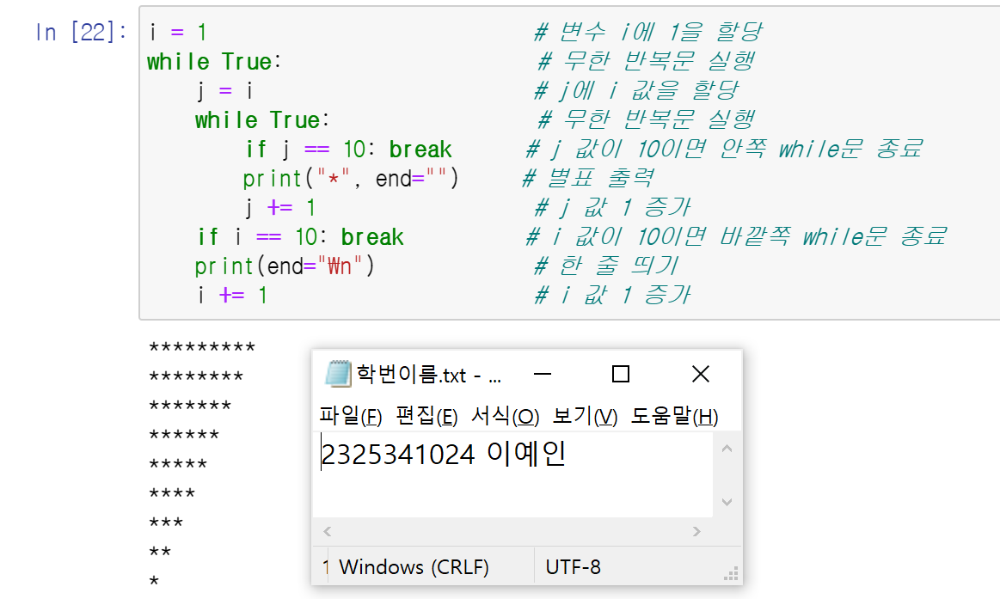 In [22]:
i = 1 # 변수 i에 1을 할당
while True: # 무한 반복문 실행
    j = i # j에 i 값을 할당
    while True: # 무한 반복문 실행
        if j == 10: break # j 값이 10이면 안쪽 while문 종료
        print("*", end="") # 별표 출력
        j += 1 # j 값 1 증가
    if i == 10: break # i 값이 10이면 바깥쪽 while문 종료
    print(end="₩n") # 한 줄 띄기
    i += 1 # i 값 1 증가
*********
********
*******
******
*****
****
***
**
*
학번이름.txt - ...
파일(F) 편집(E) 서식(O) 보기(V) 도움말(H)
2325341024 이예인
1 Windows (CRLF) UTF-8